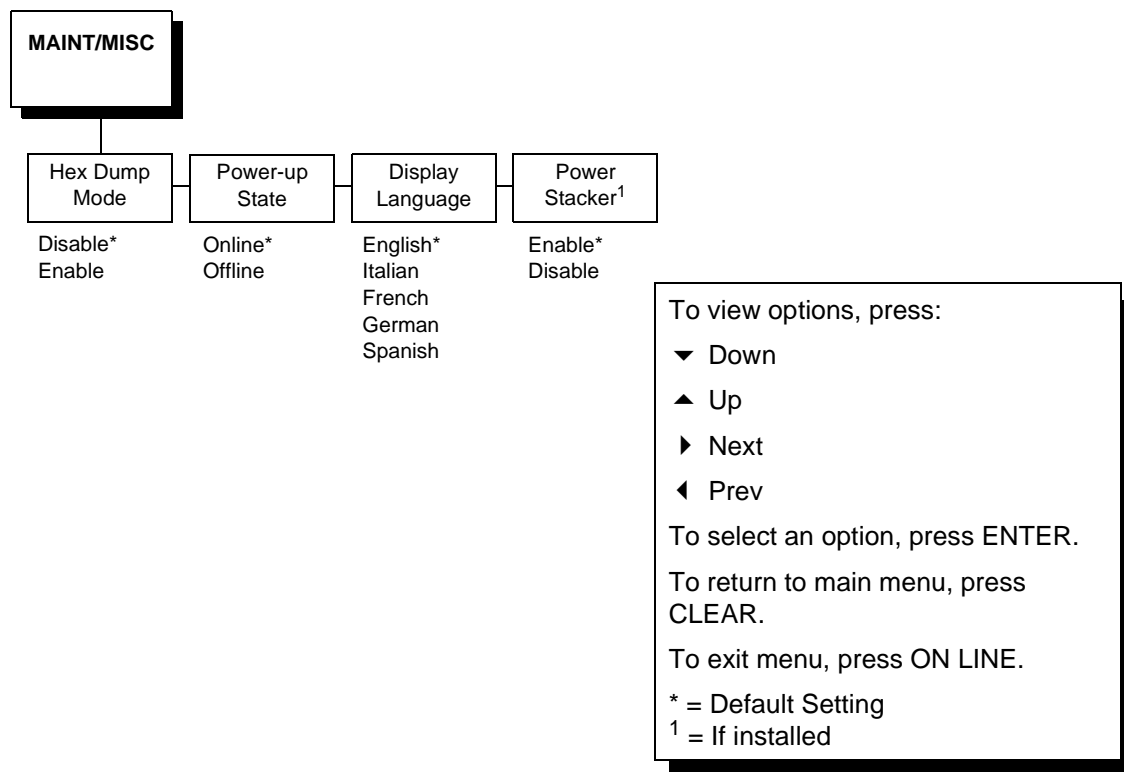 MAINT/MISC
Hex Dump
Mode
Disable*
Enable
Power-up
State
Online*
Offline
Display
Language
English*
Italian
French
German
Spanish
Power
Stacker1
Enable*
Disable
To view options, press:
Down
Up
Next
Prev
To select an option, press ENTER.
To return to main menu, press
CLEAR.
To exit menu, press ON LINE.
* = Default Setting
1 = If installed